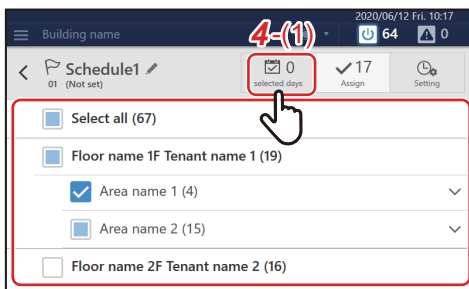 2020/06/12 Fri. 10:17
Building name
4-(1)
64
0
Schedule1
01 (Not set)
0
selected days
17
Assign
Setting
Select all (67)
Floor name 1F Tenant name 1 (19)
Area name 1 (4)
Area name 2 (15)
Floor name 2F Tenant name 2 (16)